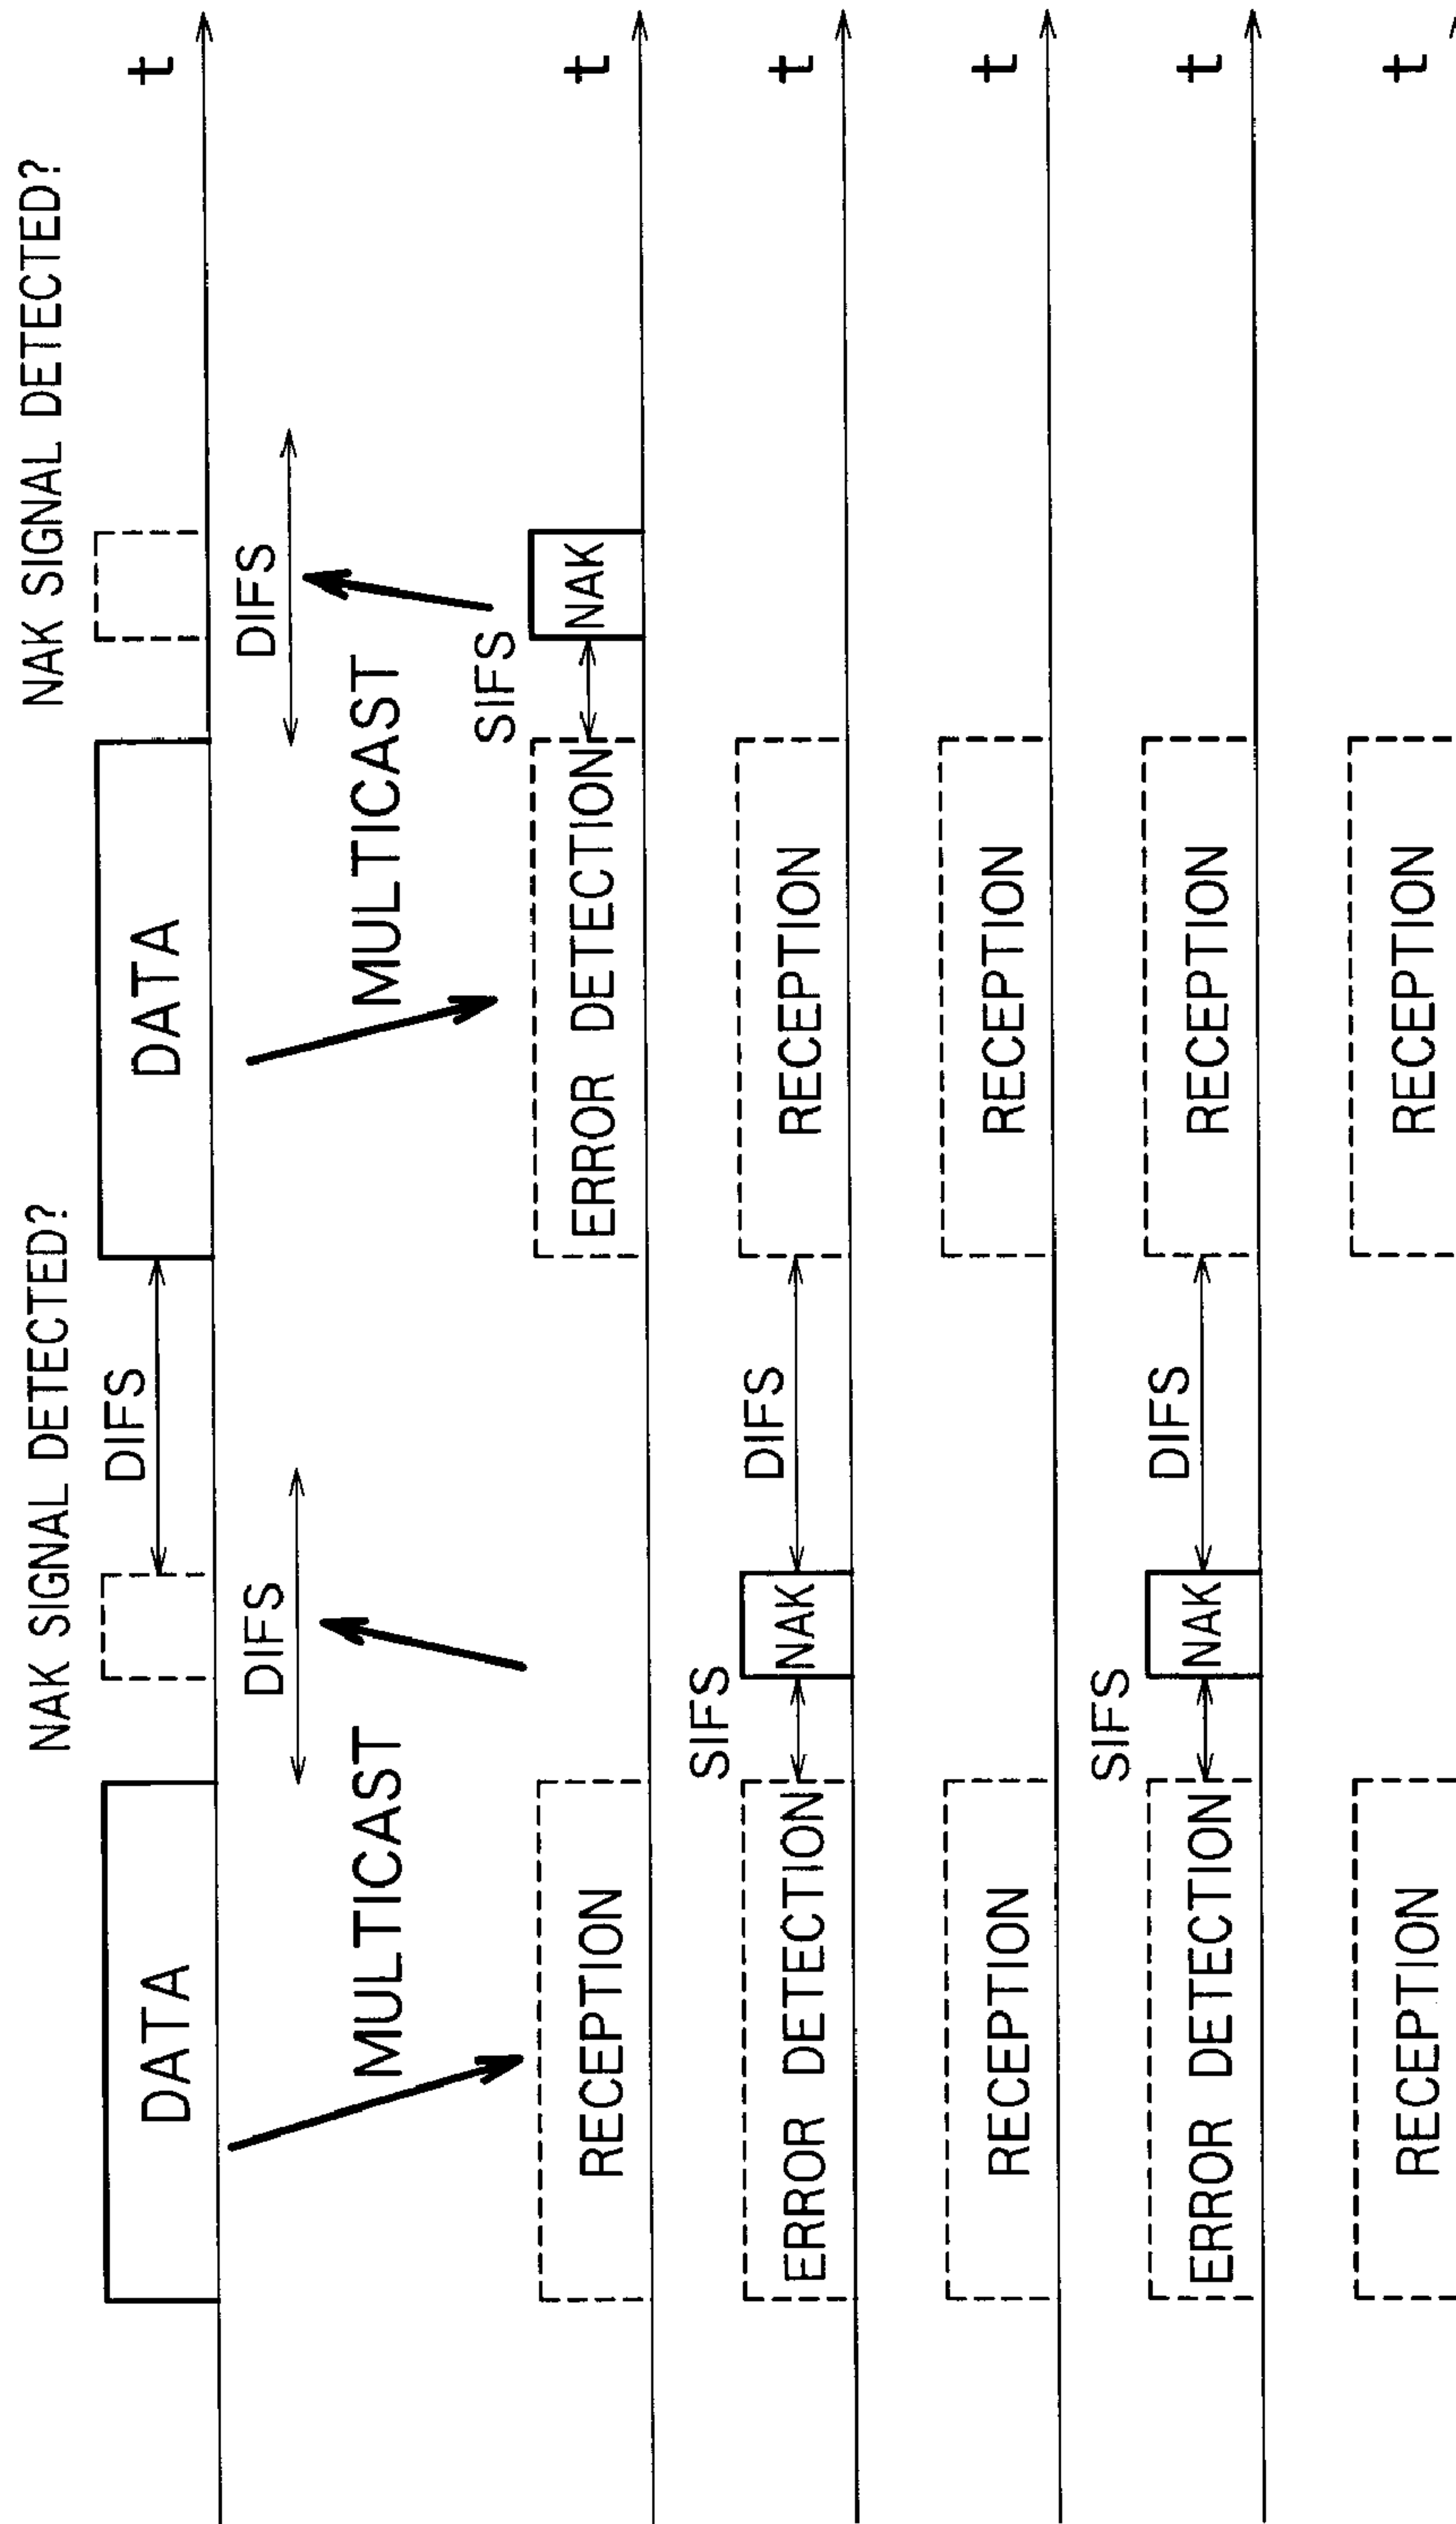 NAK SIGNAL DETECTED?
NAK SIGNAL DETECTED?
DATA
DIFS
DATA
t
DIFS
DIFS
MULTICAST
MULTICAST
SIFS
RECEPTION
ERROR DETECTION
NAK
t
SIFS
ERROR DETECTION
NAK
DIFS
RECEPTION
t
RECEPTION
RECEPTION
t
SIFS
ERROR DETECTION
NAK
DIFS
RECEPTION
t
RECEPTION
RECEPTION
t